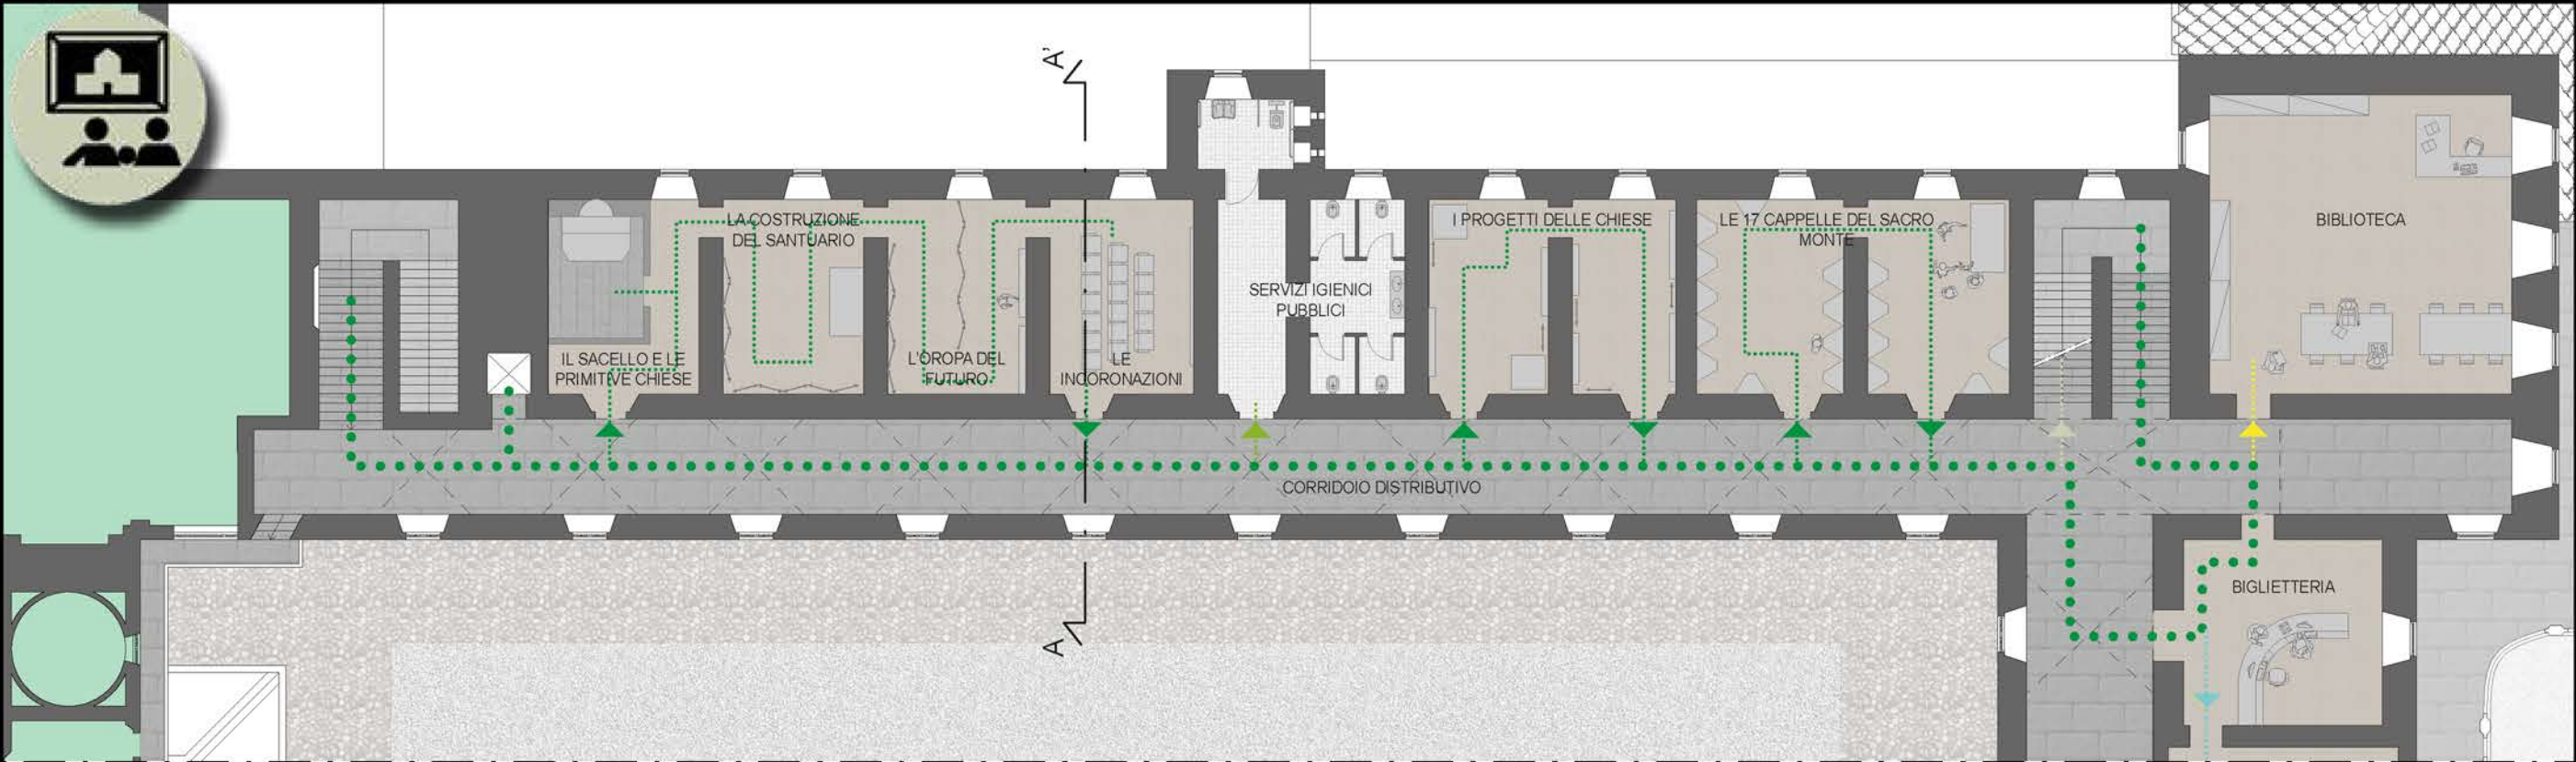 A'
LA COSTRUZIONE
DEL SANTUARIO
I PROGETTI DELLE CHIESE
LE 17 CAPPELLE DEL SACRO
MONTE
BIBLIOTECA
SERVIZI IGIENICI
PUBBLICI
IL SACELLO E LE
PRIMITIVE CHIESE
L'OROPA DEL
FUTURO
LE
INCORONAZIONI
CORRIDOIO DISTRIBUTIVO
BIGLIETTERIA
A